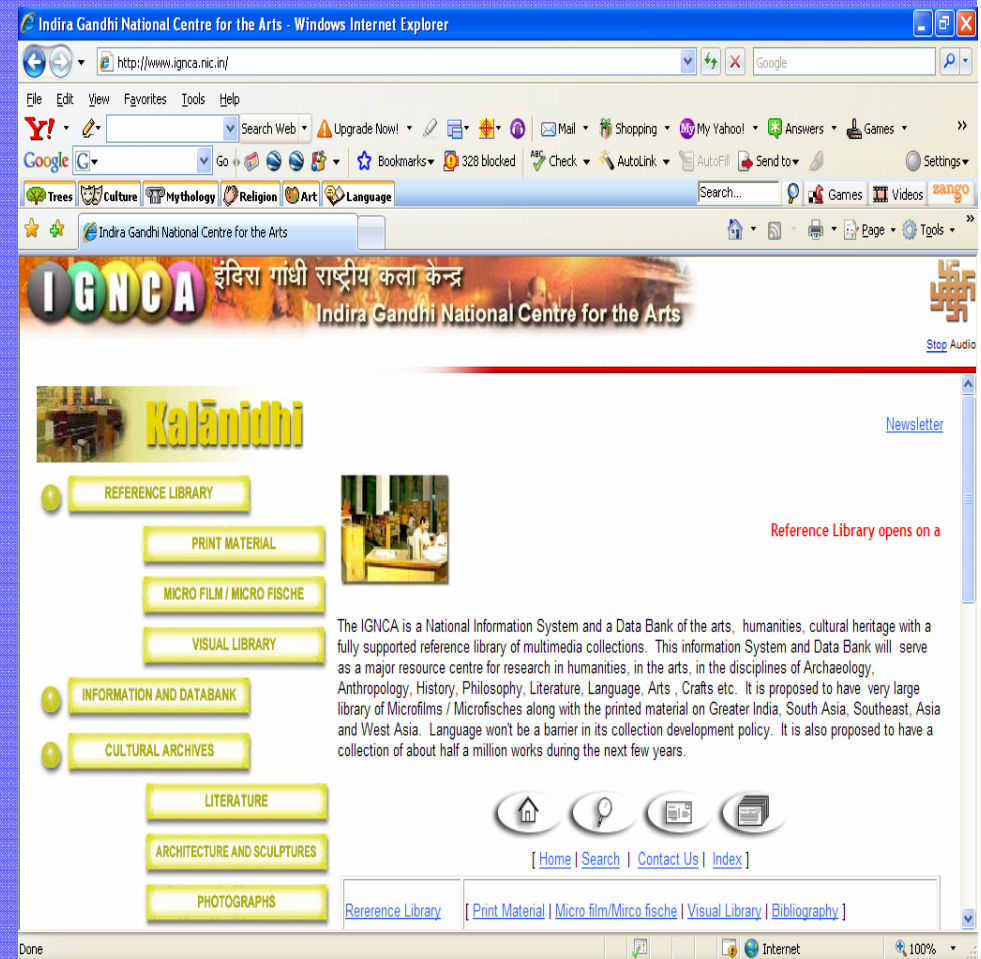 Indira Gandhi National Centre for the Arts - Windows Internet Explorer
http://www.ignca.nic.in/
Google
File Edit View Favorites Tools Help
Y! Search Web Upgrade Now! Mail Shopping My Yahoo! Answers Games »
Google G Go 328 blocked Bookmarks Check AutoLink AutoFill Send to Settings
Trees Culture Mythology Religion Art Language Search... Games Videos zango
Indira Gandhi National Centre for the Arts Page Tools »
IGNCA इंदिरा गांधी राष्ट्रीय कला केन्द्र
Indira Gandhi National Centre for the Arts
Stop Audio
Kalānidhi
Newsletter
REFERENCE LIBRARY
Reference Library opens on a
PRINT MATERIAL
MICRO FILM / MICRO FISCHE
VISUAL LIBRARY
INFORMATION AND DATABANK
CULTURAL ARCHIVES
LITERATURE
ARCHITECTURE AND SCULPTURES
PHOTOGRAPHS
The IGNCA is a National Information System and a Data Bank of the arts, humanities, cultural heritage with a
fully supported reference library of multimedia collections. This information System and Data Bank will serve
as a major resource centre for research in humanities, in the arts, in the disciplines of Archaeology,
Anthropology, History, Philosophy, Literature, Language, Arts , Crafts etc. It is proposed to have very large
library of Microfilms / Microfisches along with the printed material on Greater India, South Asia, Southeast, Asia
and West Asia. Language won't be a barrier in its collection development policy. It is also proposed to have a
collection of about half a million works during the next few years.
[ Home | Search | Contact Us | Index ]
Rererence Library [ Print Material | Micro film/Mirco fische | Visual Library | Bibliography ]
Done Internet 100%